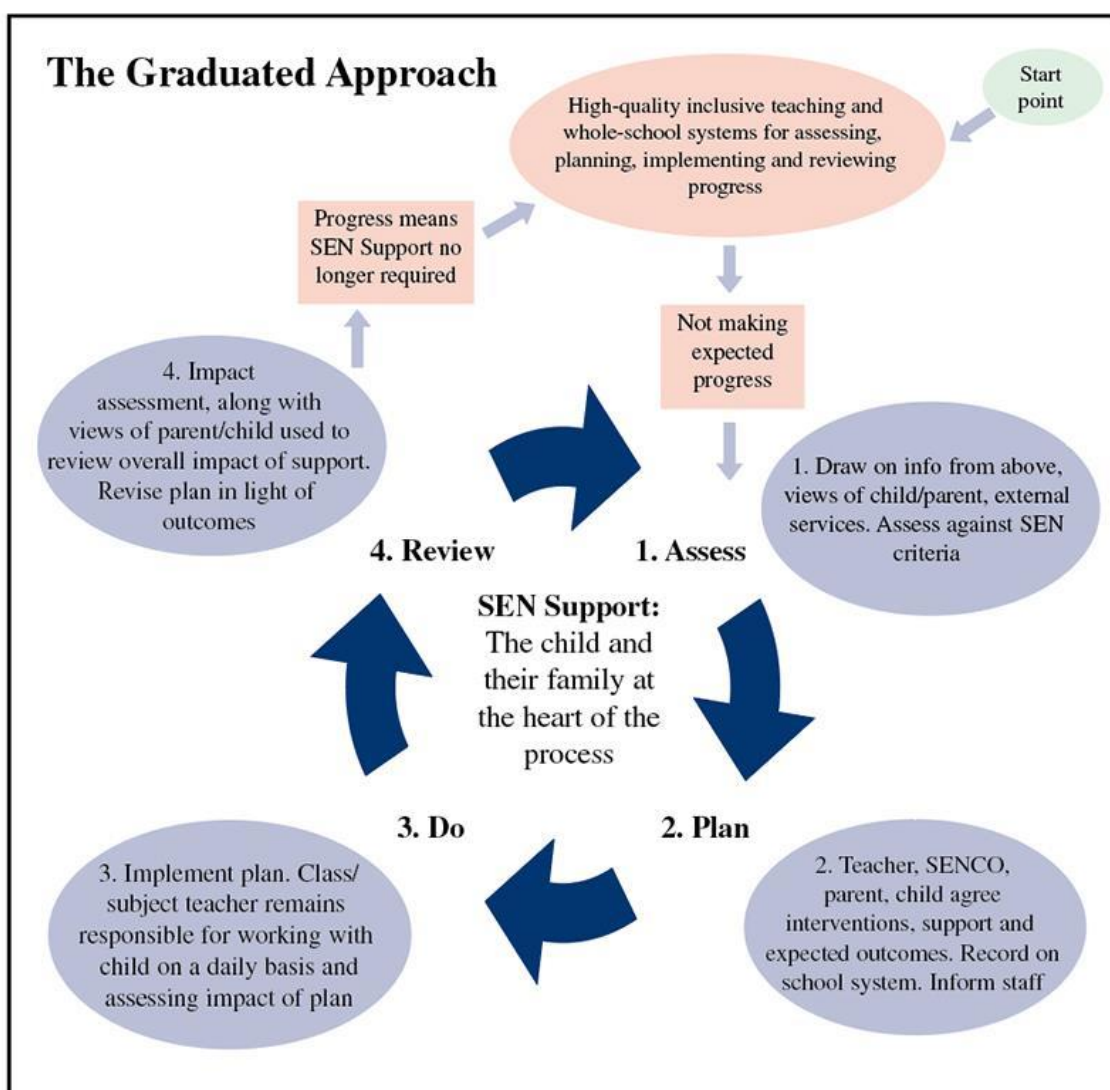 The Graduated Approach
Start
point
High-quality inclusive teaching and
whole-school systems for assessing,
planning, implementing and reviewing
progress
Progress means
SEN Support no
longer required
Not making
expected
progress
4. Impact
assessment, along with
views of parent/child used to
review overall impact of support.
Revise plan in light of
outcomes
1. Draw on info from above,
views of child/parent, external
services. Assess against SEN
criteria
4. Review
1. Assess
SEN Support:
The child and
their family at
the heart of the
process
3. Do
2. Plan
3. Implement plan. Class/
subject teacher remains
responsible for working with
child on a daily basis and
assessing impact of plan
2. Teacher, SENCO,
parent, child agree
interventions, support and
expected outcomes. Record on
school system. Inform staff